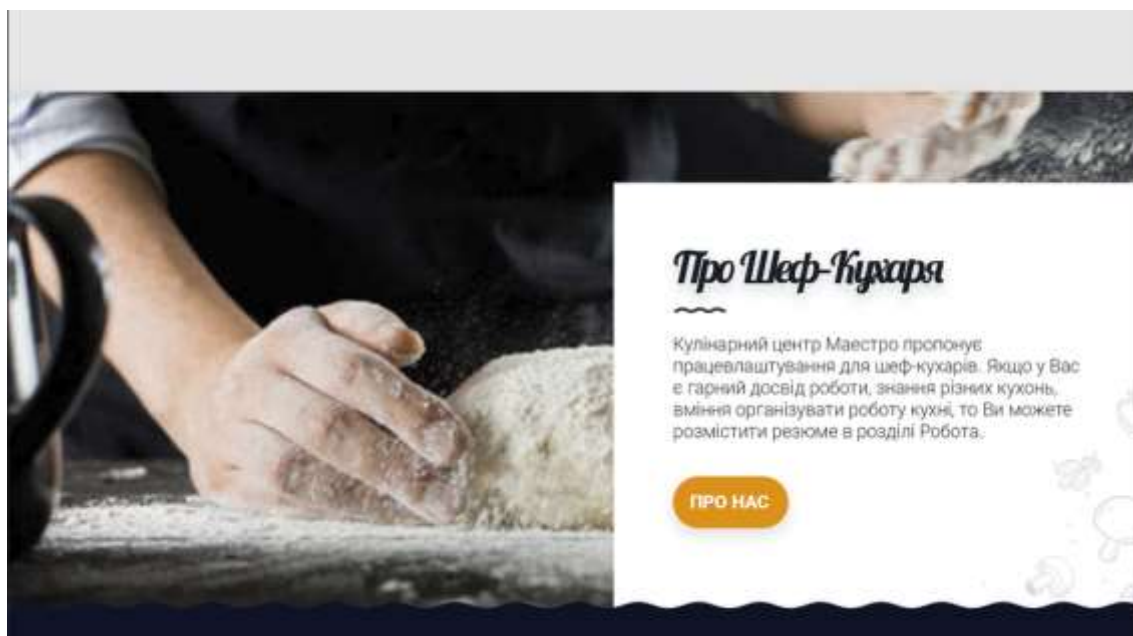 Про Шеф-Кухаря
Кулінарний центр Маестро пропонує
працевлаштування для шеф-кухарів. Якщо у Вас
є гарний досвід роботи, знання різних кухонь,
вміння організувати роботу кухні, то Ви можете
розмістити резюме в розділі Робота.
ПРО НАС